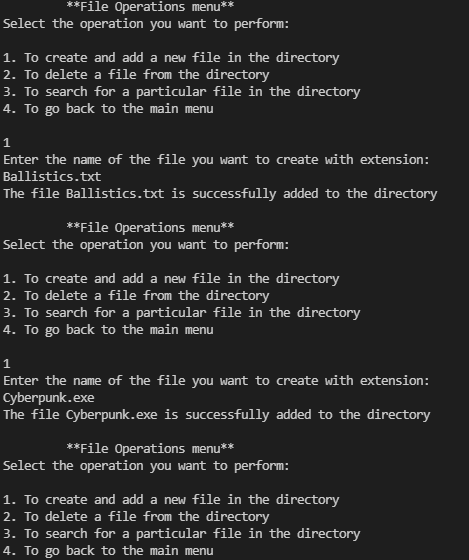 **File Operations menu**
Select the operation you want to perform:
1. To create and add a new file in the directory
2. To delete a file from the directory
3. To search for a particular file in the directory
4. To go back to the main menu
1
Enter the name of the file you want to create with extension:
Ballistics.txt
The file Ballistics.txt is successfully added to the directory
**File Operations menu**
Select the operation you want to perform:
1. To create and add a new file in the directory
2. To delete a file from the directory
3. To search for a particular file in the directory
4. To go back to the main menu
1
Enter the name of the file you want to create with extension:
Cyberpunk.exe
The file Cyberpunk.exe is successfully added to the directory
**File Operations menu**
Select the operation you want to perform:
1. To create and add a new file in the directory
2. To delete a file from the directory
3. To search for a particular file in the directory
4. To go back to the main menu